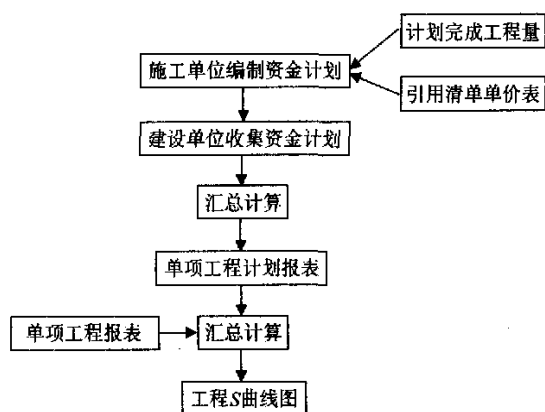 计划完成工程量
施工单位编制资金计划
引用清单单价表
建设单位收集资金计划
汇总计算
单项工程计划报表
单项工程报表
汇总计算
工程S曲线图